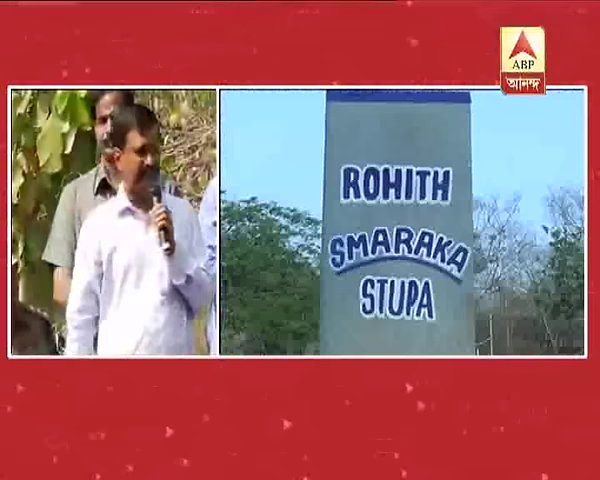 ABP
আনন্দ
ROHITH
SMARAKA
STUPA